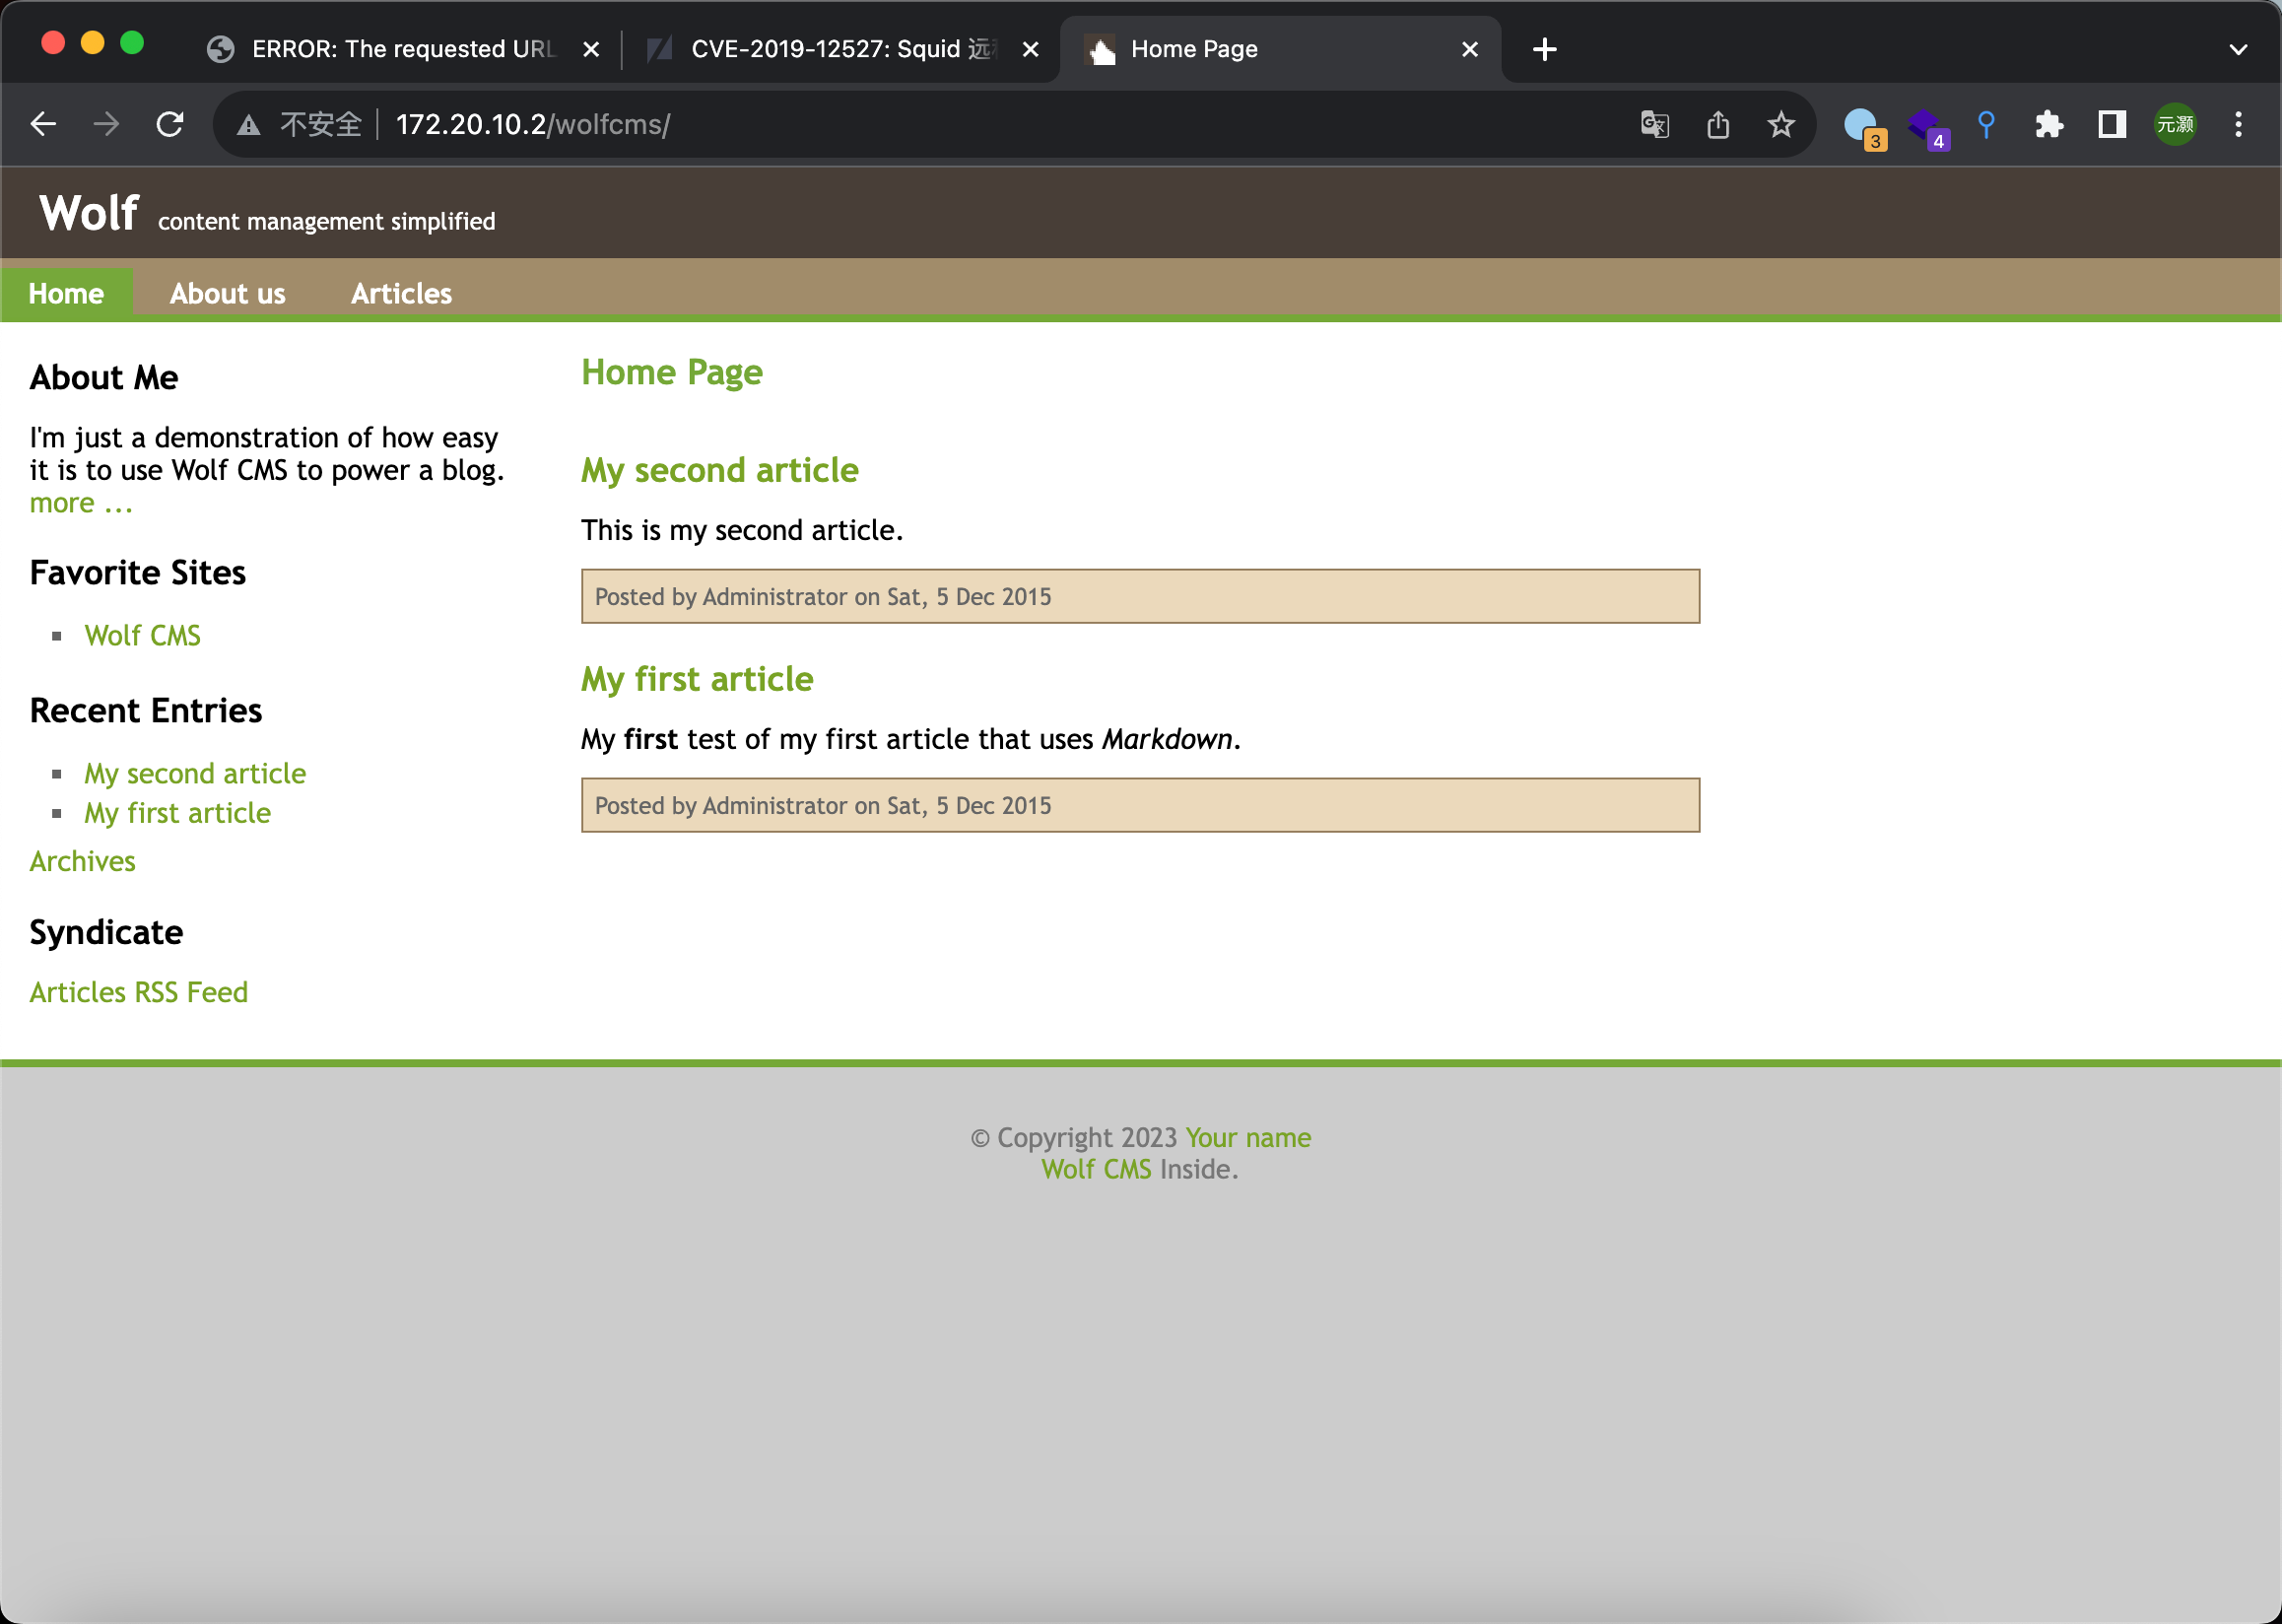 ERROR: The requested URL
CVE-2019-12527: Squid 远
Home Page
不安全
172.20.10.2/wolfcms/
3
4
元灏
Wolf content management simplified
Home
About us
Articles
About Me
I'm just a demonstration of how easy
it is to use Wolf CMS to power a blog.
more ...
Favorite Sites
Wolf CMS
Recent Entries
My second article
My first article
Archives
Syndicate
Articles RSS Feed
Home Page
My second article
This is my second article.
Posted by Administrator on Sat, 5 Dec 2015
My first article
My first test of my first article that uses Markdown.
Posted by Administrator on Sat, 5 Dec 2015
© Copyright 2023 Your name
Wolf CMS Inside.